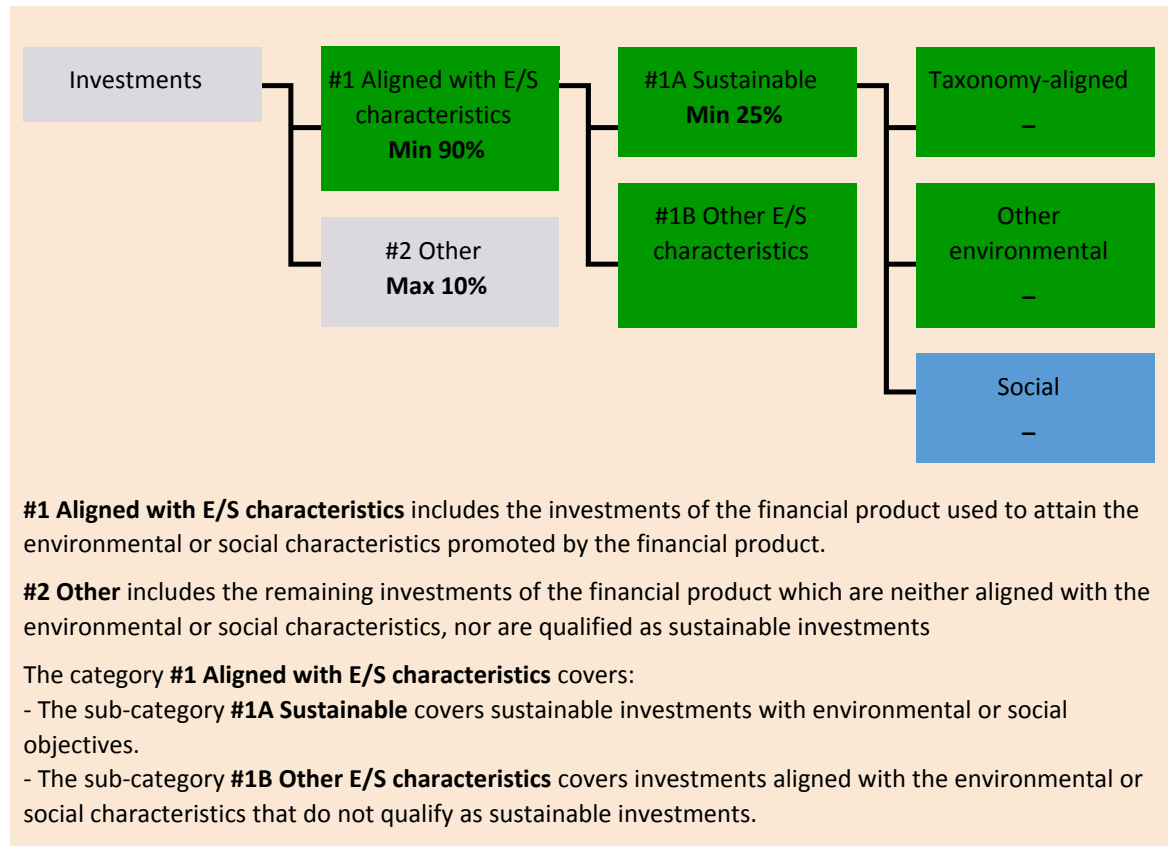 Investments
#1 Aligned with E/S
characteristics
Min 90%
#2 Other
Max 10%
#1A Sustainable
Min 25%
#1B Other E/S
characteristics
Taxonomy-aligned
–
Other
environmental
–
Social
–
#1 Aligned with E/S characteristics includes the investments of the financial product used to attain the
environmental or social characteristics promoted by the financial product.
#2 Other includes the remaining investments of the financial product which are neither aligned with the
environmental or social characteristics, nor are qualified as sustainable investments
The category #1 Aligned with E/S characteristics covers:
- The sub-category #1A Sustainable covers sustainable investments with environmental or social
objectives.
- The sub-category #1B Other E/S characteristics covers investments aligned with the environmental or
social characteristics that do not qualify as sustainable investments.